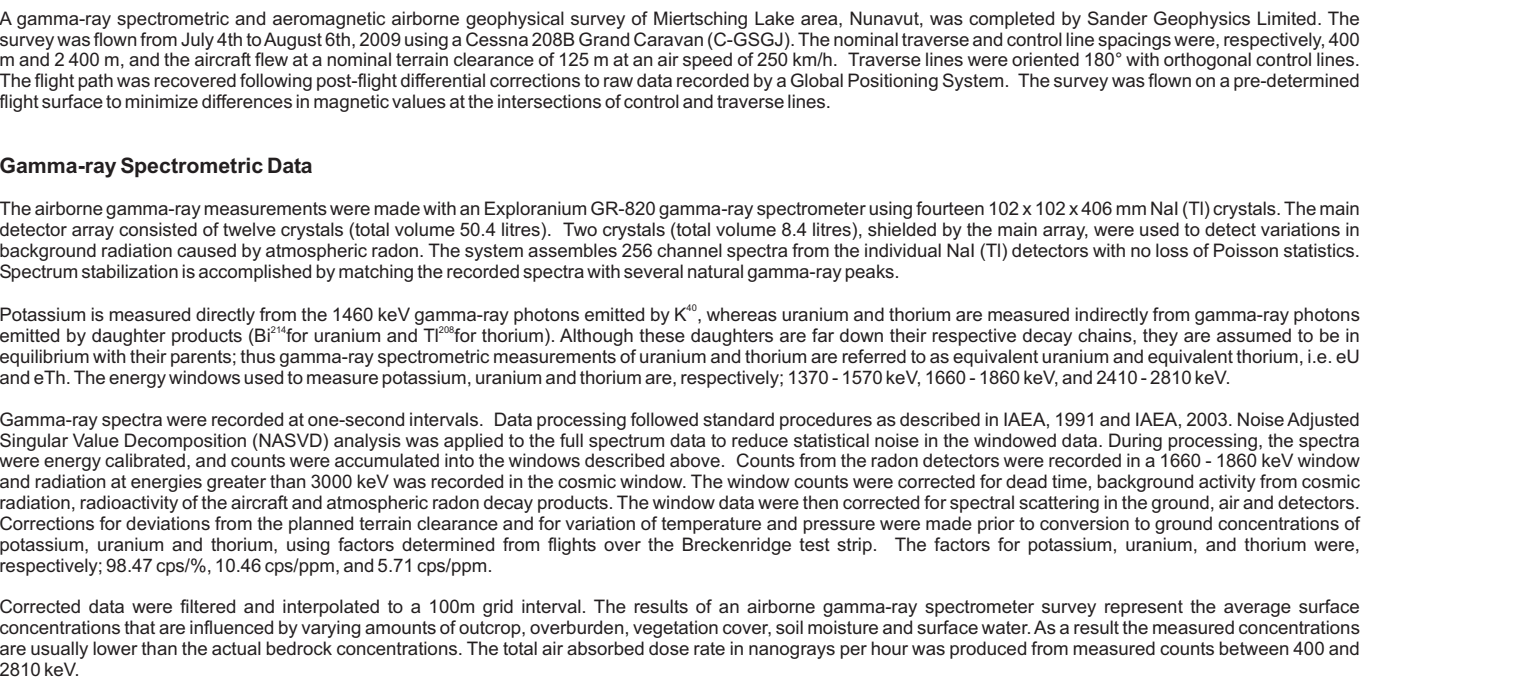 A gamma-ray spectrometric and aeromagnetic airborne geophysical survey of Miertsching Lake area, Nunavut, was completed by Sander Geophysics Limited. The
survey was flown from July 4th to August 6th, 2009 using a Cessna 208B Grand Caravan (C-GSGJ). The nominal traverse and control line spacings were, respectively, 400
m and 2 400 m, and the aircraft flew at a nominal terrain clearance of 125 m at an air speed of 250 km/h. Traverse lines were oriented 180° with orthogonal control lines.
The flight path was recovered following post-flight differential corrections to raw data recorded by a Global Positioning System. The survey was flown on a pre-determined
flight surface to minimize differences in magnetic values at the intersections of control and traverse lines.
Gamma-ray Spectrometric Data
The airborne gamma-ray measurements were made with an Exploranium GR-820 gamma-ray spectrometer using fourteen 102 x 102 x 406 mm NaI (Tl) crystals. The main
detector array consisted of twelve crystals (total volume 50.4 litres). Two crystals (total volume 8.4 litres), shielded by the main array, were used to detect variations in
background radiation caused by atmospheric radon. The system assembles 256 channel spectra from the individual NaI (Tl) detectors with no loss of Poisson statistics.
Spectrum stabilization is accomplished by matching the recorded spectra with several natural gamma-ray peaks.
Potassium is measured directly from the 1460 keV gamma-ray photons emitted by K⁴⁰, whereas uranium and thorium are measured indirectly from gamma-ray photons
emitted by daughter products (Bi²¹⁴for uranium and Tl²⁰⁸for thorium). Although these daughters are far down their respective decay chains, they are assumed to be in
equilibrium with their parents; thus gamma-ray spectrometric measurements of uranium and thorium are referred to as equivalent uranium and equivalent thorium, i.e. eU
and eTh. The energy windows used to measure potassium, uranium and thorium are, respectively; 1370 - 1570 keV, 1660 - 1860 keV, and 2410 - 2810 keV.
Gamma-ray spectra were recorded at one-second intervals. Data processing followed standard procedures as described in IAEA, 1991 and IAEA, 2003. Noise Adjusted
Singular Value Decomposition (NASVD) analysis was applied to the full spectrum data to reduce statistical noise in the windowed data. During processing, the spectra
were energy calibrated, and counts were accumulated into the windows described above. Counts from the radon detectors were recorded in a 1660 - 1860 keV window
and radiation at energies greater than 3000 keV was recorded in the cosmic window. The window counts were corrected for dead time, background activity from cosmic
radiation, radioactivity of the aircraft and atmospheric radon decay products. The window data were then corrected for spectral scattering in the ground, air and detectors.
Corrections for deviations from the planned terrain clearance and for variation of temperature and pressure were made prior to conversion to ground concentrations of
potassium, uranium and thorium, using factors determined from flights over the Breckenridge test strip. The factors for potassium, uranium, and thorium were,
respectively; 98.47 cps/%, 10.46 cps/ppm, and 5.71 cps/ppm.
Corrected data were filtered and interpolated to a 100m grid interval. The results of an airborne gamma-ray spectrometer survey represent the average surface
concentrations that are influenced by varying amounts of outcrop, overburden, vegetation cover, soil moisture and surface water. As a result the measured concentrations
are usually lower than the actual bedrock concentrations. The total air absorbed dose rate in nanograys per hour was produced from measured counts between 400 and
2810 keV.